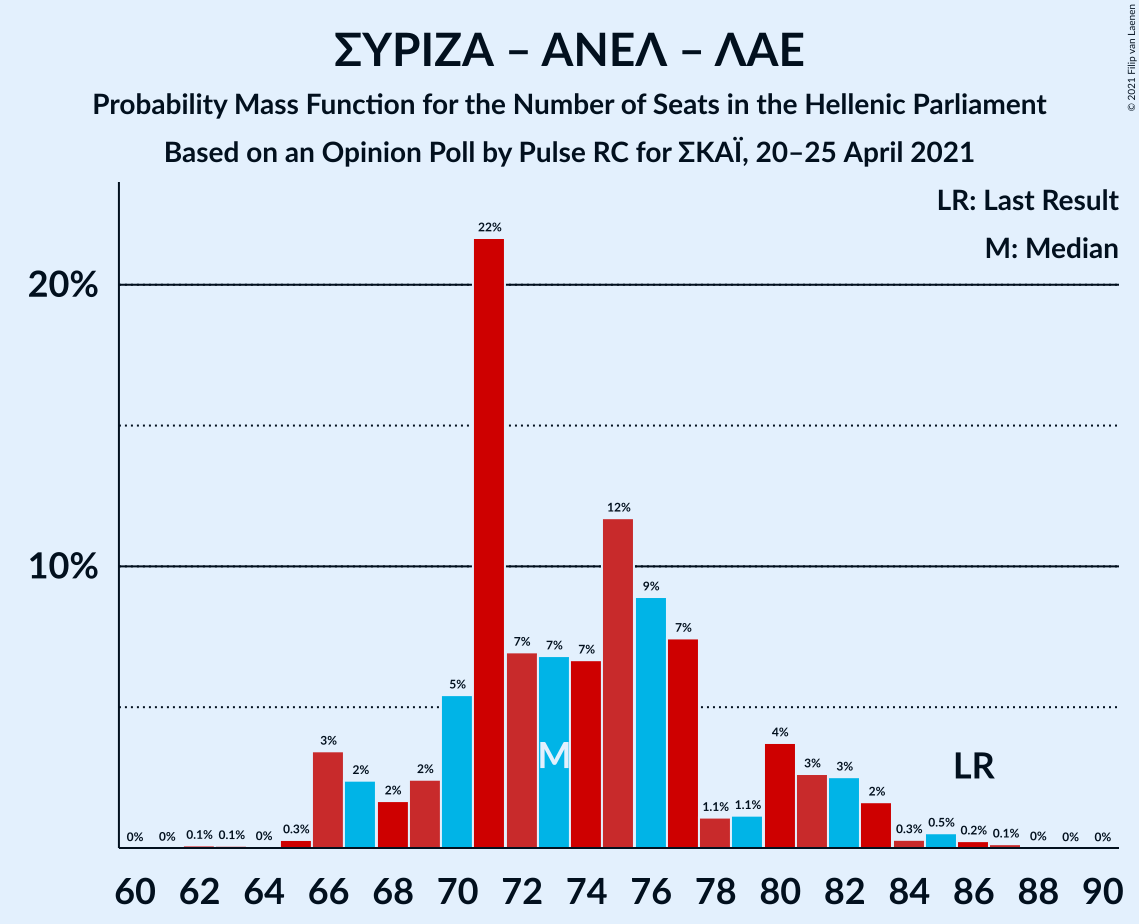 ΣΥΡΙΖΑ – ΑΝΕΛ – ΛΑΕ
Probability Mass Function for the Number of Seats in the Hellenic Parliament
Based on an Opinion Poll by Pulse RC for ΣΚΑΪ, 20–25 April 2021
© 2021 Filip van Laenen
LR: Last Result
M: Median
20%
10%
0% 0% 0.1% 0.1% 0% 0.3% 3% 2% 2% 2% 5% 22% 7% 7% 7% 12% 9% 7% 1.1% 1.1% 4% 3% 3% 2% 0.3% 0.5% 0.2% 0.1% 0% 0% 0%
M
LR
60 62 64 66 68 70 72 74 76 78 80 82 84 86 88 90